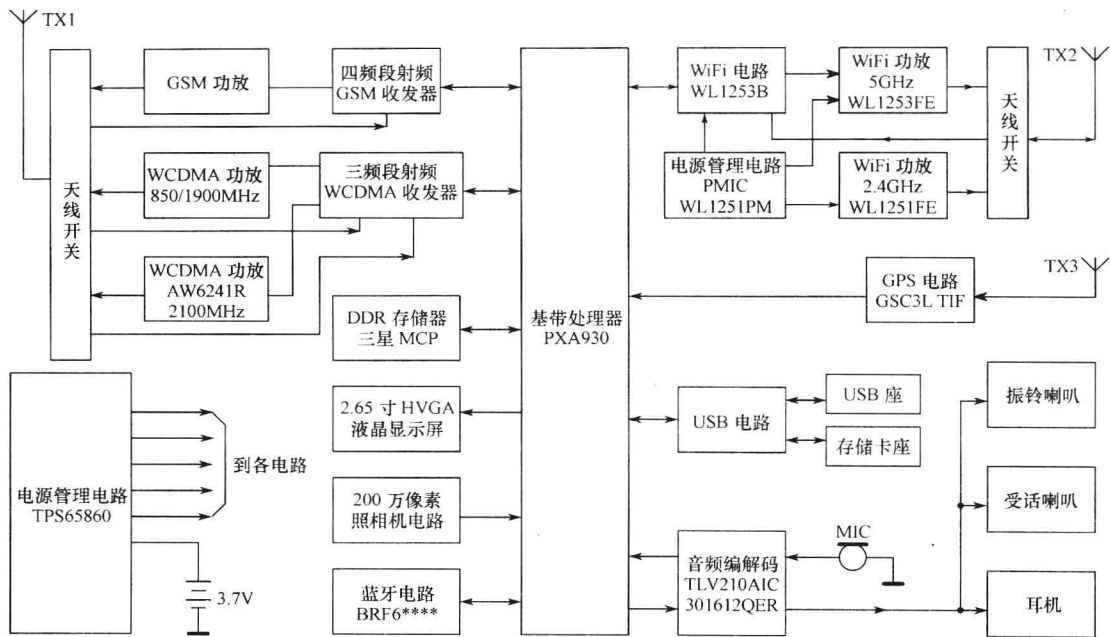 TX1
天线开关
GSM 功放
四频段射频
GSM 收发器
WCDMA 功放
850/1900MHz
三频段射频
WCDMA 收发器
WCDMA 功放
AW6241R
2100MHz
DDR 存储器
三星 MCP
2.65 寸 HVGA
液晶显示屏
200 万像素
照相机电路
蓝牙电路
BRF6****
电源管理电路
TPS65860
到各电路
3.7V
基带处理器
PXA930
WiFi 电路
WL1253B
电源管理电路
PMIC
WL1251PM
WiFi 功放
5GHz
WL1253FE
WiFi 功放
2.4GHz
WL1251FE
天线开关
TX2
TX3
GPS 电路
GSC3L TIF
USB 电路
USB 座
存储卡座
音频编解码
TLV210AIC
301612QER
MIC
振铃喇叭
受话喇叭
耳机